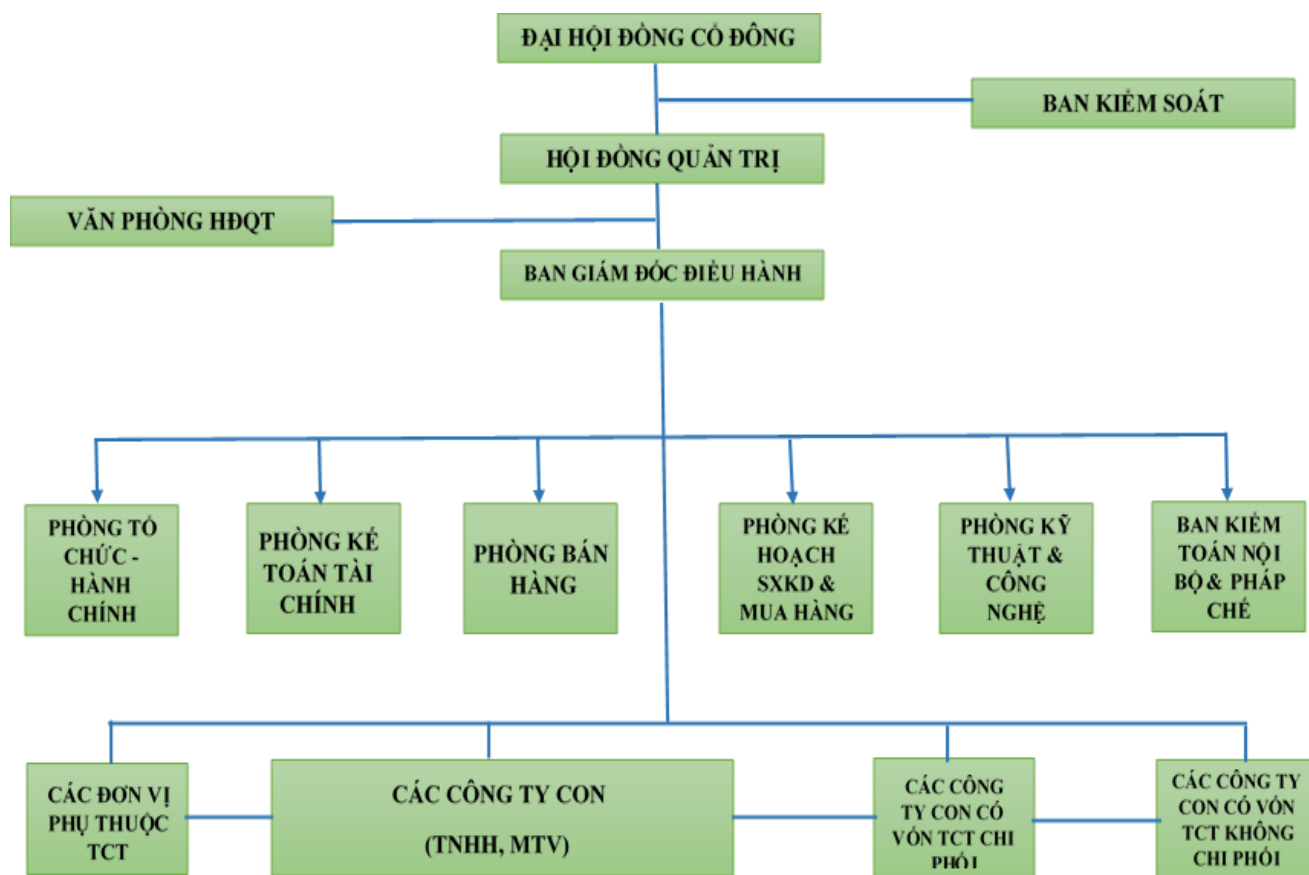 ĐẠI HỘI ĐỒNG CỔ ĐÔNG
BAN KIỂM SOÁT
HỘI ĐỒNG QUẢN TRỊ
VĂN PHÒNG HĐQT
BAN GIÁM ĐỐC ĐIỀU HÀNH
PHÒNG TỔ
CHỨC -
HÀNH
CHÍNH
PHÒNG KẾ
TOÁN TÀI
CHÍNH
PHÒNG BÁN
HÀNG
PHÒNG KẾ
HOẠCH
SXKD &
MUA HÀNG
PHÒNG KỸ
THUẬT &
CÔNG
NGHỆ
BAN KIỂM
TOÁN NỘI
BỘ & PHÁP
CHẾ
CÁC ĐƠN VỊ
PHỤ THUỘC
TCT
CÁC CÔNG TY CON
(TNHH, MTV)
CÁC CÔNG
TY CON CÓ
VỐN TCT CHI
PHỐI
CÁC CÔNG TY
CON CÓ VỐN
TCT KHÔNG
CHI PHỐI